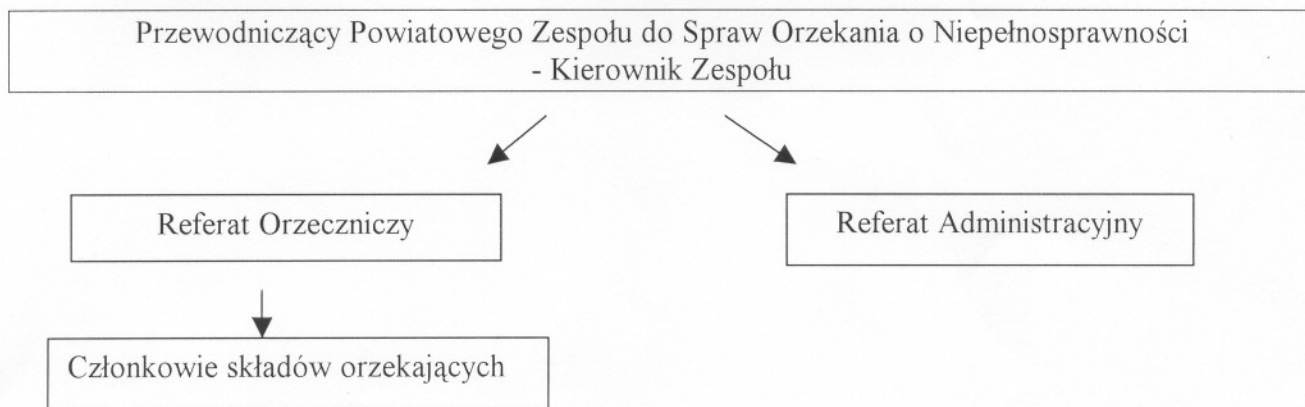 Przewodniczący Powiatowego Zespołu do Spraw Orzekania o Niepełnosprawności
- Kierownik Zespołu
Referat Orzeczniczy
Referat Administracyjny
Członkowie składów orzekających